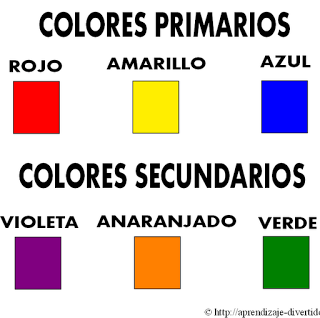 COLORES PRIMARIOS
ROJO AMARILLO AZUL
COLORES SECUNDARIOS
VIOLETA ANARANJADO VERDE
© http://aprendizaje-divertid